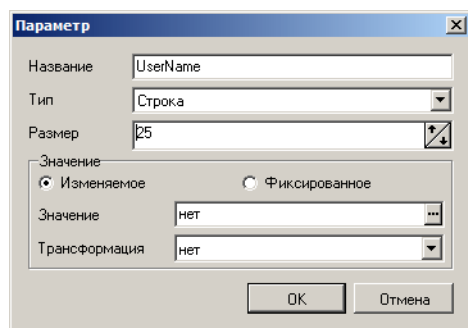 Параметр
Название UserName
Тип Строка
Размер 25
Значение
Изменяемое Фиксированное
Значение нет
Трансформация нет
OK Отмена